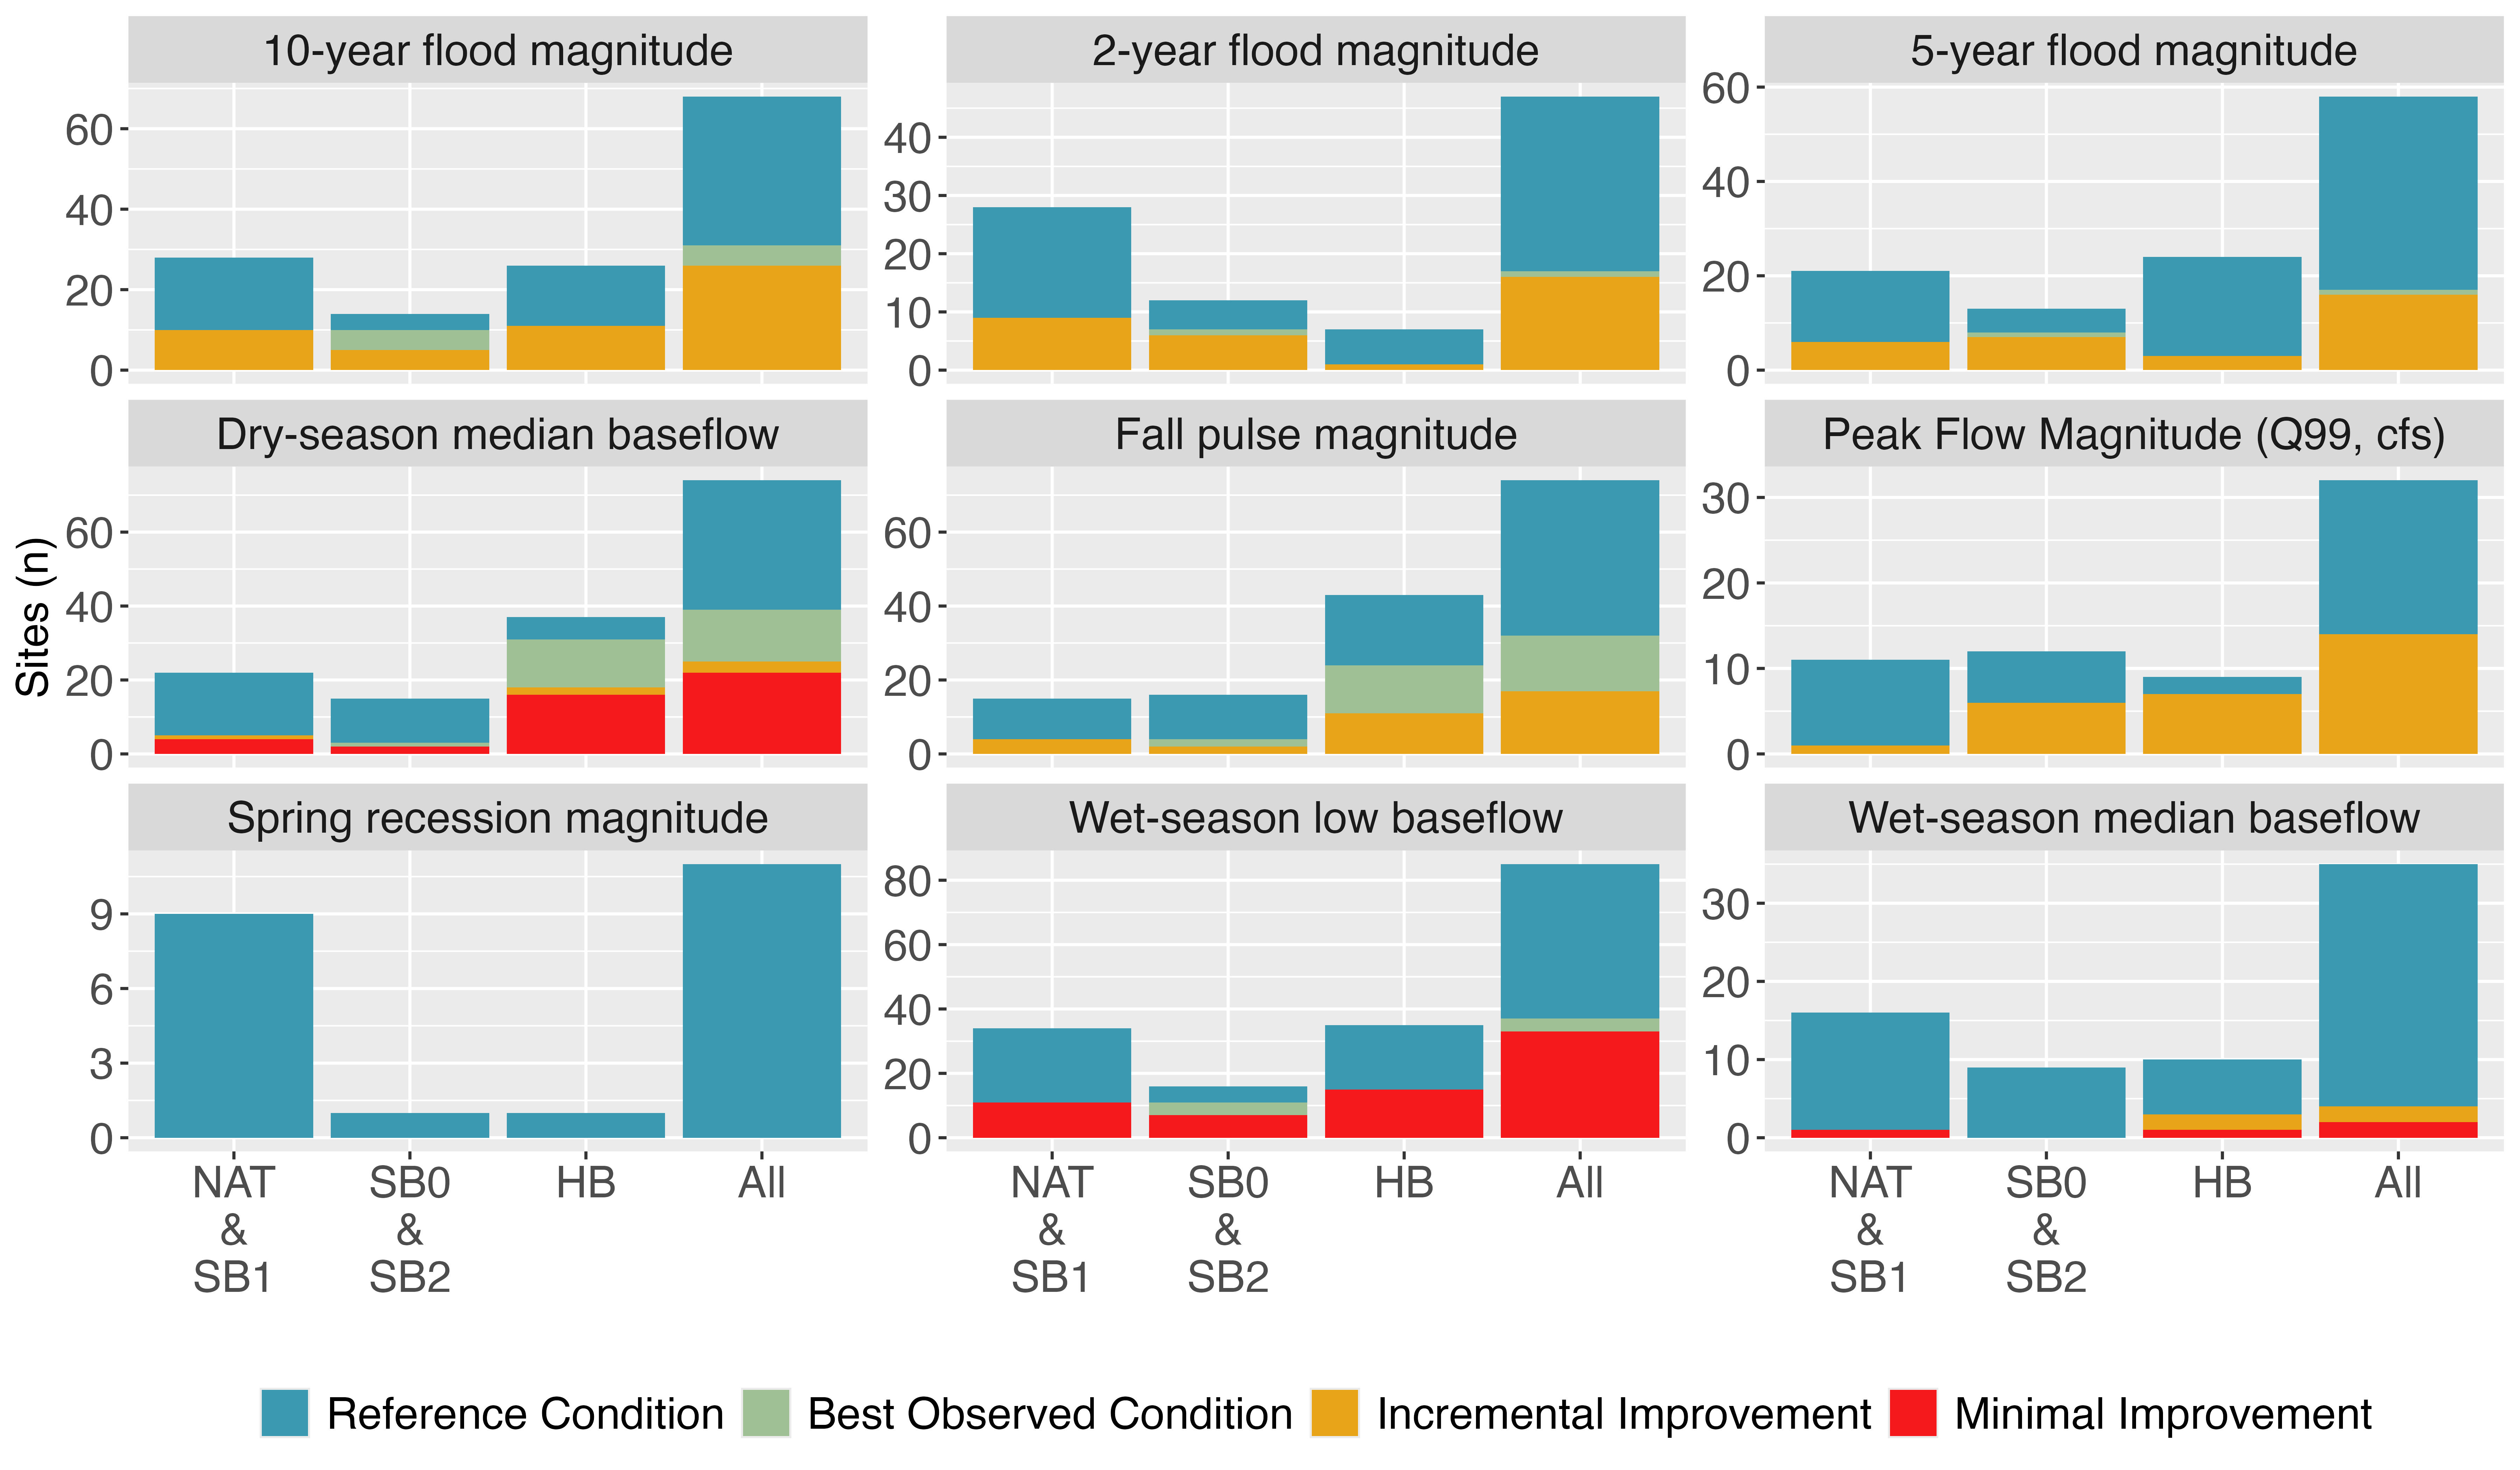 10-year flood magnitude
2-year flood magnitude
5-year flood magnitude
60
40
20
0
40
30
20
10
0
60
40
20
0
Dry-season median baseflow
Fall pulse magnitude
Peak Flow Magnitude (Q99, cfs)
Sites (n)
60
40
20
0
60
40
20
0
30
20
10
0
Spring recession magnitude
Wet-season low baseflow
Wet-season median baseflow
9
6
3
0
80
60
40
20
0
30
20
10
0
NAT
&
SB1
SB0
&
SB2
HB
All
NAT
&
SB1
SB0
&
SB2
HB
All
NAT
&
SB1
SB0
&
SB2
HB
All
Reference Condition
Best Observed Condition
Incremental Improvement
Minimal Improvement